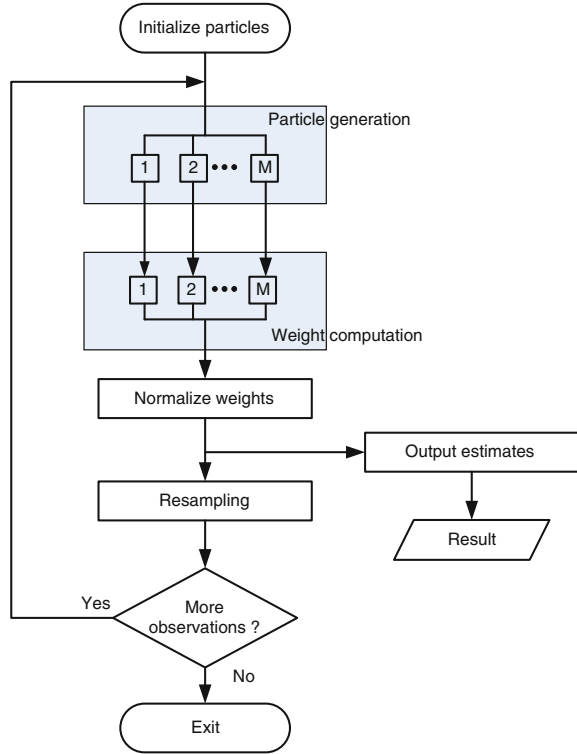 Initialize particles
Particle generation
1 2 ••• M
1 2 ••• M
Weight computation
Normalize weights
Output estimates
Resampling
Result
Yes
More
observations ?
No
Exit